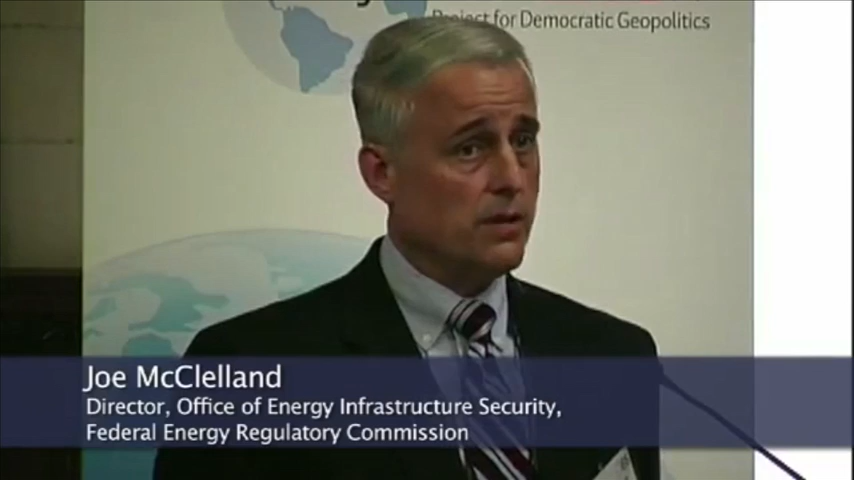 Project for Democratic Geopolitics
Joe McClelland
Director, Office of Energy Infrastructure Security,
Federal Energy Regulatory Commission